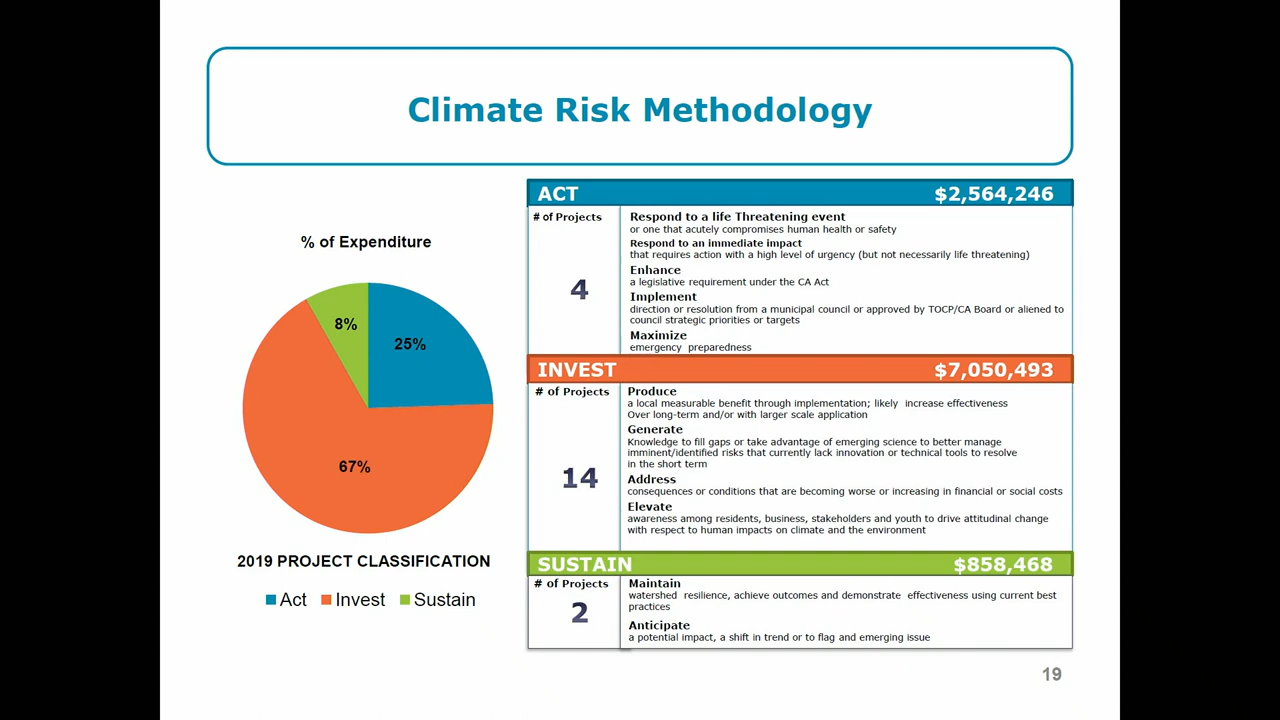 Climate Risk Methodology
% of Expenditure
8%
25%
67%
2019 PROJECT CLASSIFICATION
Act Invest Sustain
ACT $2,564,246
# of Projects
4
Respond to a life Threatening event
or one that acutely compromises human health or safety
Respond to an immediate impact
that requires action with a high level of urgency (but not necessarily life threatening)
Enhance
a legislative requirement under the CA Act
Implement
direction or resolution from a municipal council or approved by TOCP/CA Board or aliened to
council strategic priorities or targets
Maximize
emergency preparedness
INVEST $7,050,493
# of Projects
14
Produce
a local measurable benefit through implementation; likely increase effectiveness
Over long-term and/or with larger scale application
Generate
Knowledge to fill gaps or take advantage of emerging science to better manage
imminent/identified risks that currently lack innovation or technical tools to resolve
in the short term
Address
consequences or conditions that are becoming worse or increasing in financial or social costs
Elevate
awareness among residents, business, stakeholders and youth to drive attitudinal change
with respect to human impacts on climate and the environment
SUSTAIN $858,468
# of Projects
2
Maintain
watershed resilience, achieve outcomes and demonstrate effectiveness using current best
practices
Anticipate
a potential impact, a shift in trend or to flag and emerging issue
19